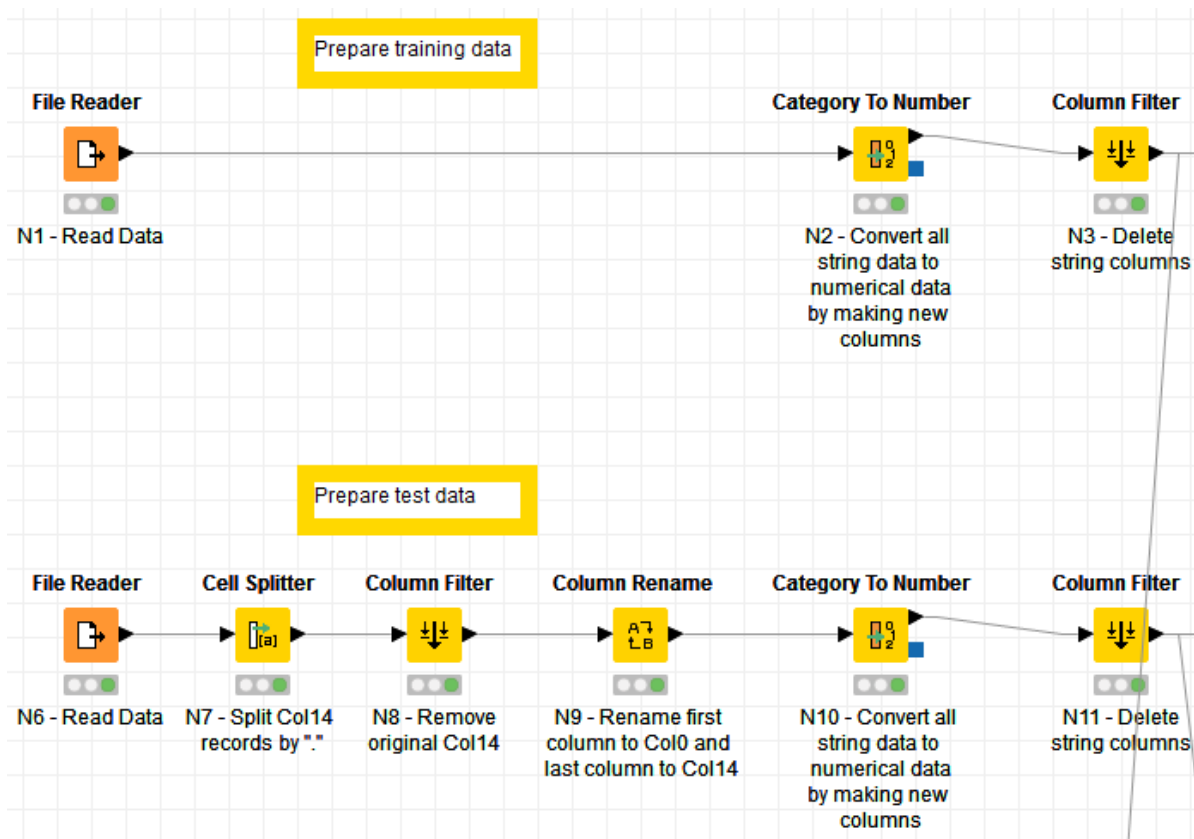 Prepare training data
File Reader
Category To Number
Column Filter
N1 - Read Data
N2 - Convert all
string data to
numerical data
by making new
columns
N3 - Delete
string columns
Prepare test data
File Reader
Cell Splitter
Column Filter
Column Rename
Category To Number
Column Filter
N6 - Read Data
N7 - Split Col14
records by "."
N8 - Remove
original Col14
N9 - Rename first
column to Col0 and
last column to Col14
N10 - Convert all
string data to
numerical data
by making new
columns
N11 - Delete
string columns